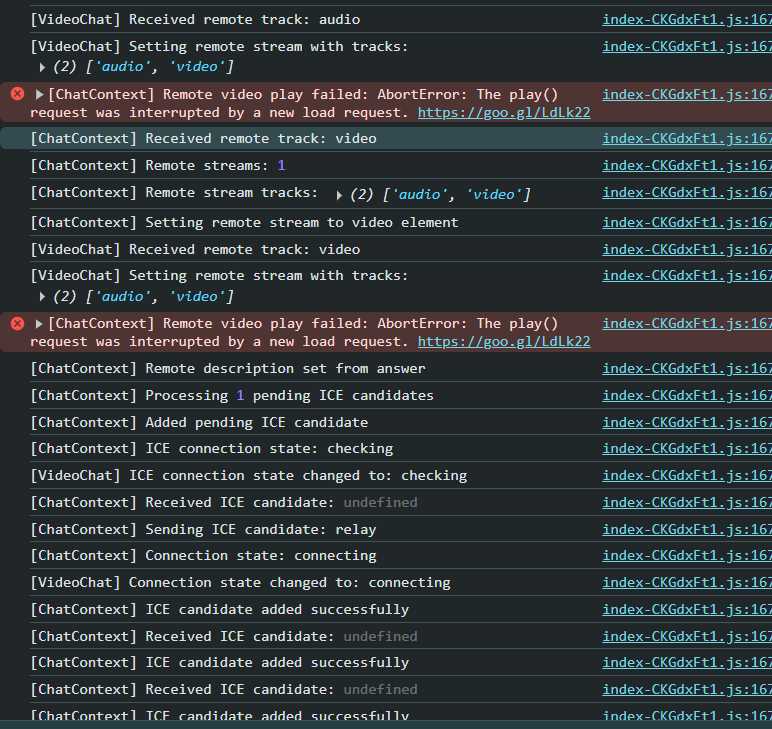 [VideoChat] Received remote track: audio index-CKGdxFt1.js:167
[VideoChat] Setting remote stream with tracks: index-CKGdxFt1.js:167
▶ (2) ['audio', 'video']
▶[ChatContext] Remote video play failed: AbortError: The play() index-CKGdxFt1.js:167
request was interrupted by a new load request. https://goo.gl/LdLk22
[ChatContext] Received remote track: video index-CKGdxFt1.js:167
[ChatContext] Remote streams: 1 index-CKGdxFt1.js:167
[ChatContext] Remote stream tracks: ▶ (2) ['audio', 'video'] index-CKGdxFt1.js:167
[ChatContext] Setting remote stream to video element index-CKGdxFt1.js:167
[VideoChat] Received remote track: video index-CKGdxFt1.js:167
[VideoChat] Setting remote stream with tracks: index-CKGdxFt1.js:167
▶ (2) ['audio', 'video']
▶[ChatContext] Remote video play failed: AbortError: The play() index-CKGdxFt1.js:167
request was interrupted by a new load request. https://goo.gl/LdLk22
[ChatContext] Remote description set from answer index-CKGdxFt1.js:167
[ChatContext] Processing 1 pending ICE candidates index-CKGdxFt1.js:167
[ChatContext] Added pending ICE candidate index-CKGdxFt1.js:167
[ChatContext] ICE connection state: checking index-CKGdxFt1.js:167
[VideoChat] ICE connection state changed to: checking index-CKGdxFt1.js:167
[ChatContext] Received ICE candidate: undefined index-CKGdxFt1.js:167
[ChatContext] Sending ICE candidate: relay index-CKGdxFt1.js:167
[ChatContext] Connection state: connecting index-CKGdxFt1.js:167
[VideoChat] Connection state changed to: connecting index-CKGdxFt1.js:167
[ChatContext] ICE candidate added successfully index-CKGdxFt1.js:167
[ChatContext] Received ICE candidate: undefined index-CKGdxFt1.js:167
[ChatContext] ICE candidate added successfully index-CKGdxFt1.js:167
[ChatContext] Received ICE candidate: undefined index-CKGdxFt1.js:167
[ChatContext] ICE candidate added successfully index-CKGdxFt1.js:167